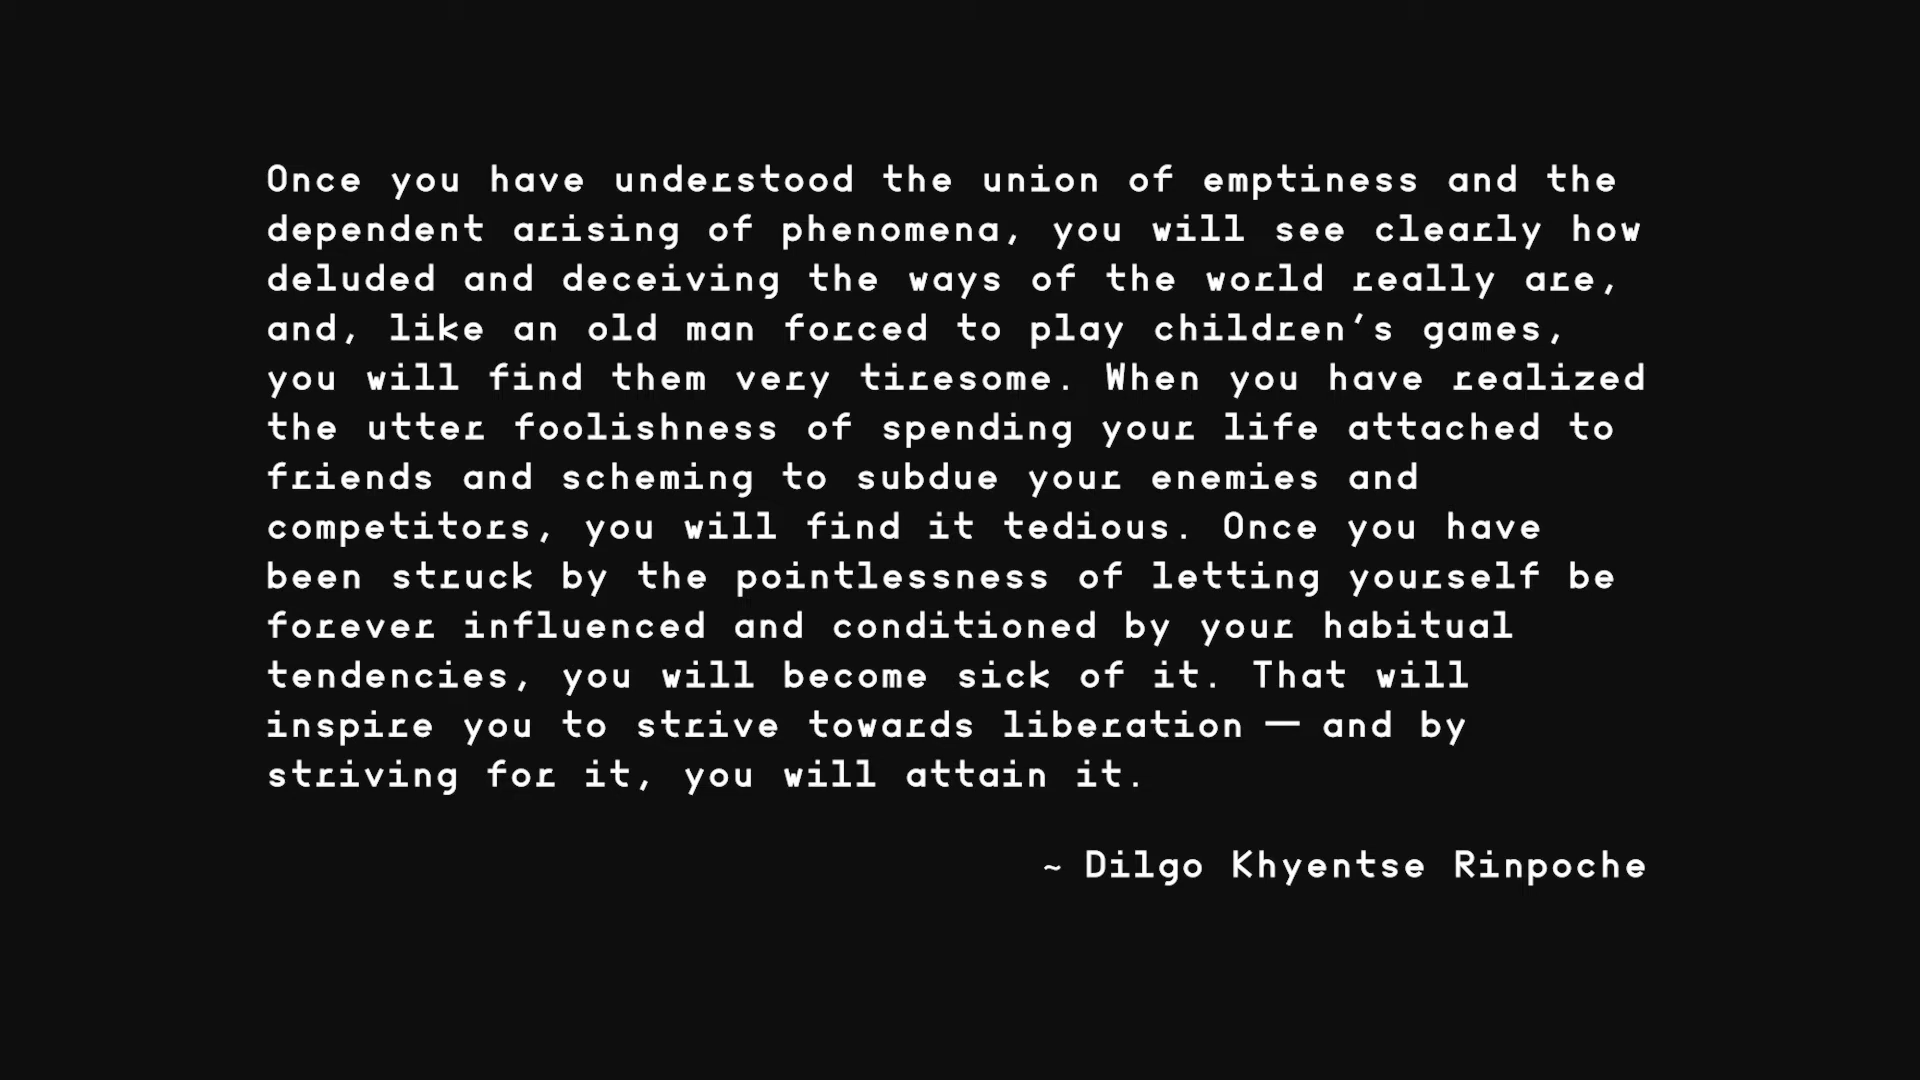 Once you have understood the union of emptiness and the
dependent arising of phenomena, you will see clearly how
deluded and deceiving the ways of the world really are,
and, like an old man forced to play children’s games,
you will find them very tiresome. When you have realized
the utter foolishness of spending your life attached to
friends and scheming to subdue your enemies and
competitors, you will find it tedious. Once you have
been struck by the pointlessness of letting yourself be
forever influenced and conditioned by your habitual
tendencies, you will become sick of it. That will
inspire you to strive towards liberation — and by
striving for it, you will attain it.
~ Dilgo Khyentse Rinpoche